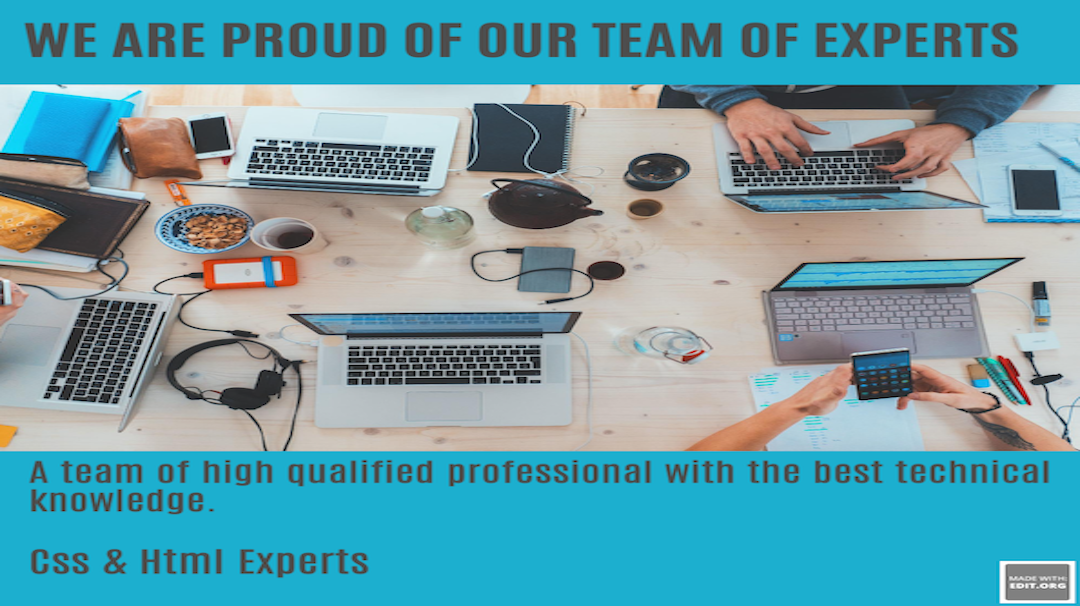 WE ARE PROUD OF OUR TEAM OF EXPERTS
A team of high qualified professional with the best technical
knowledge.
Css & Html Experts
MADE WITH:
EDIT.ORG